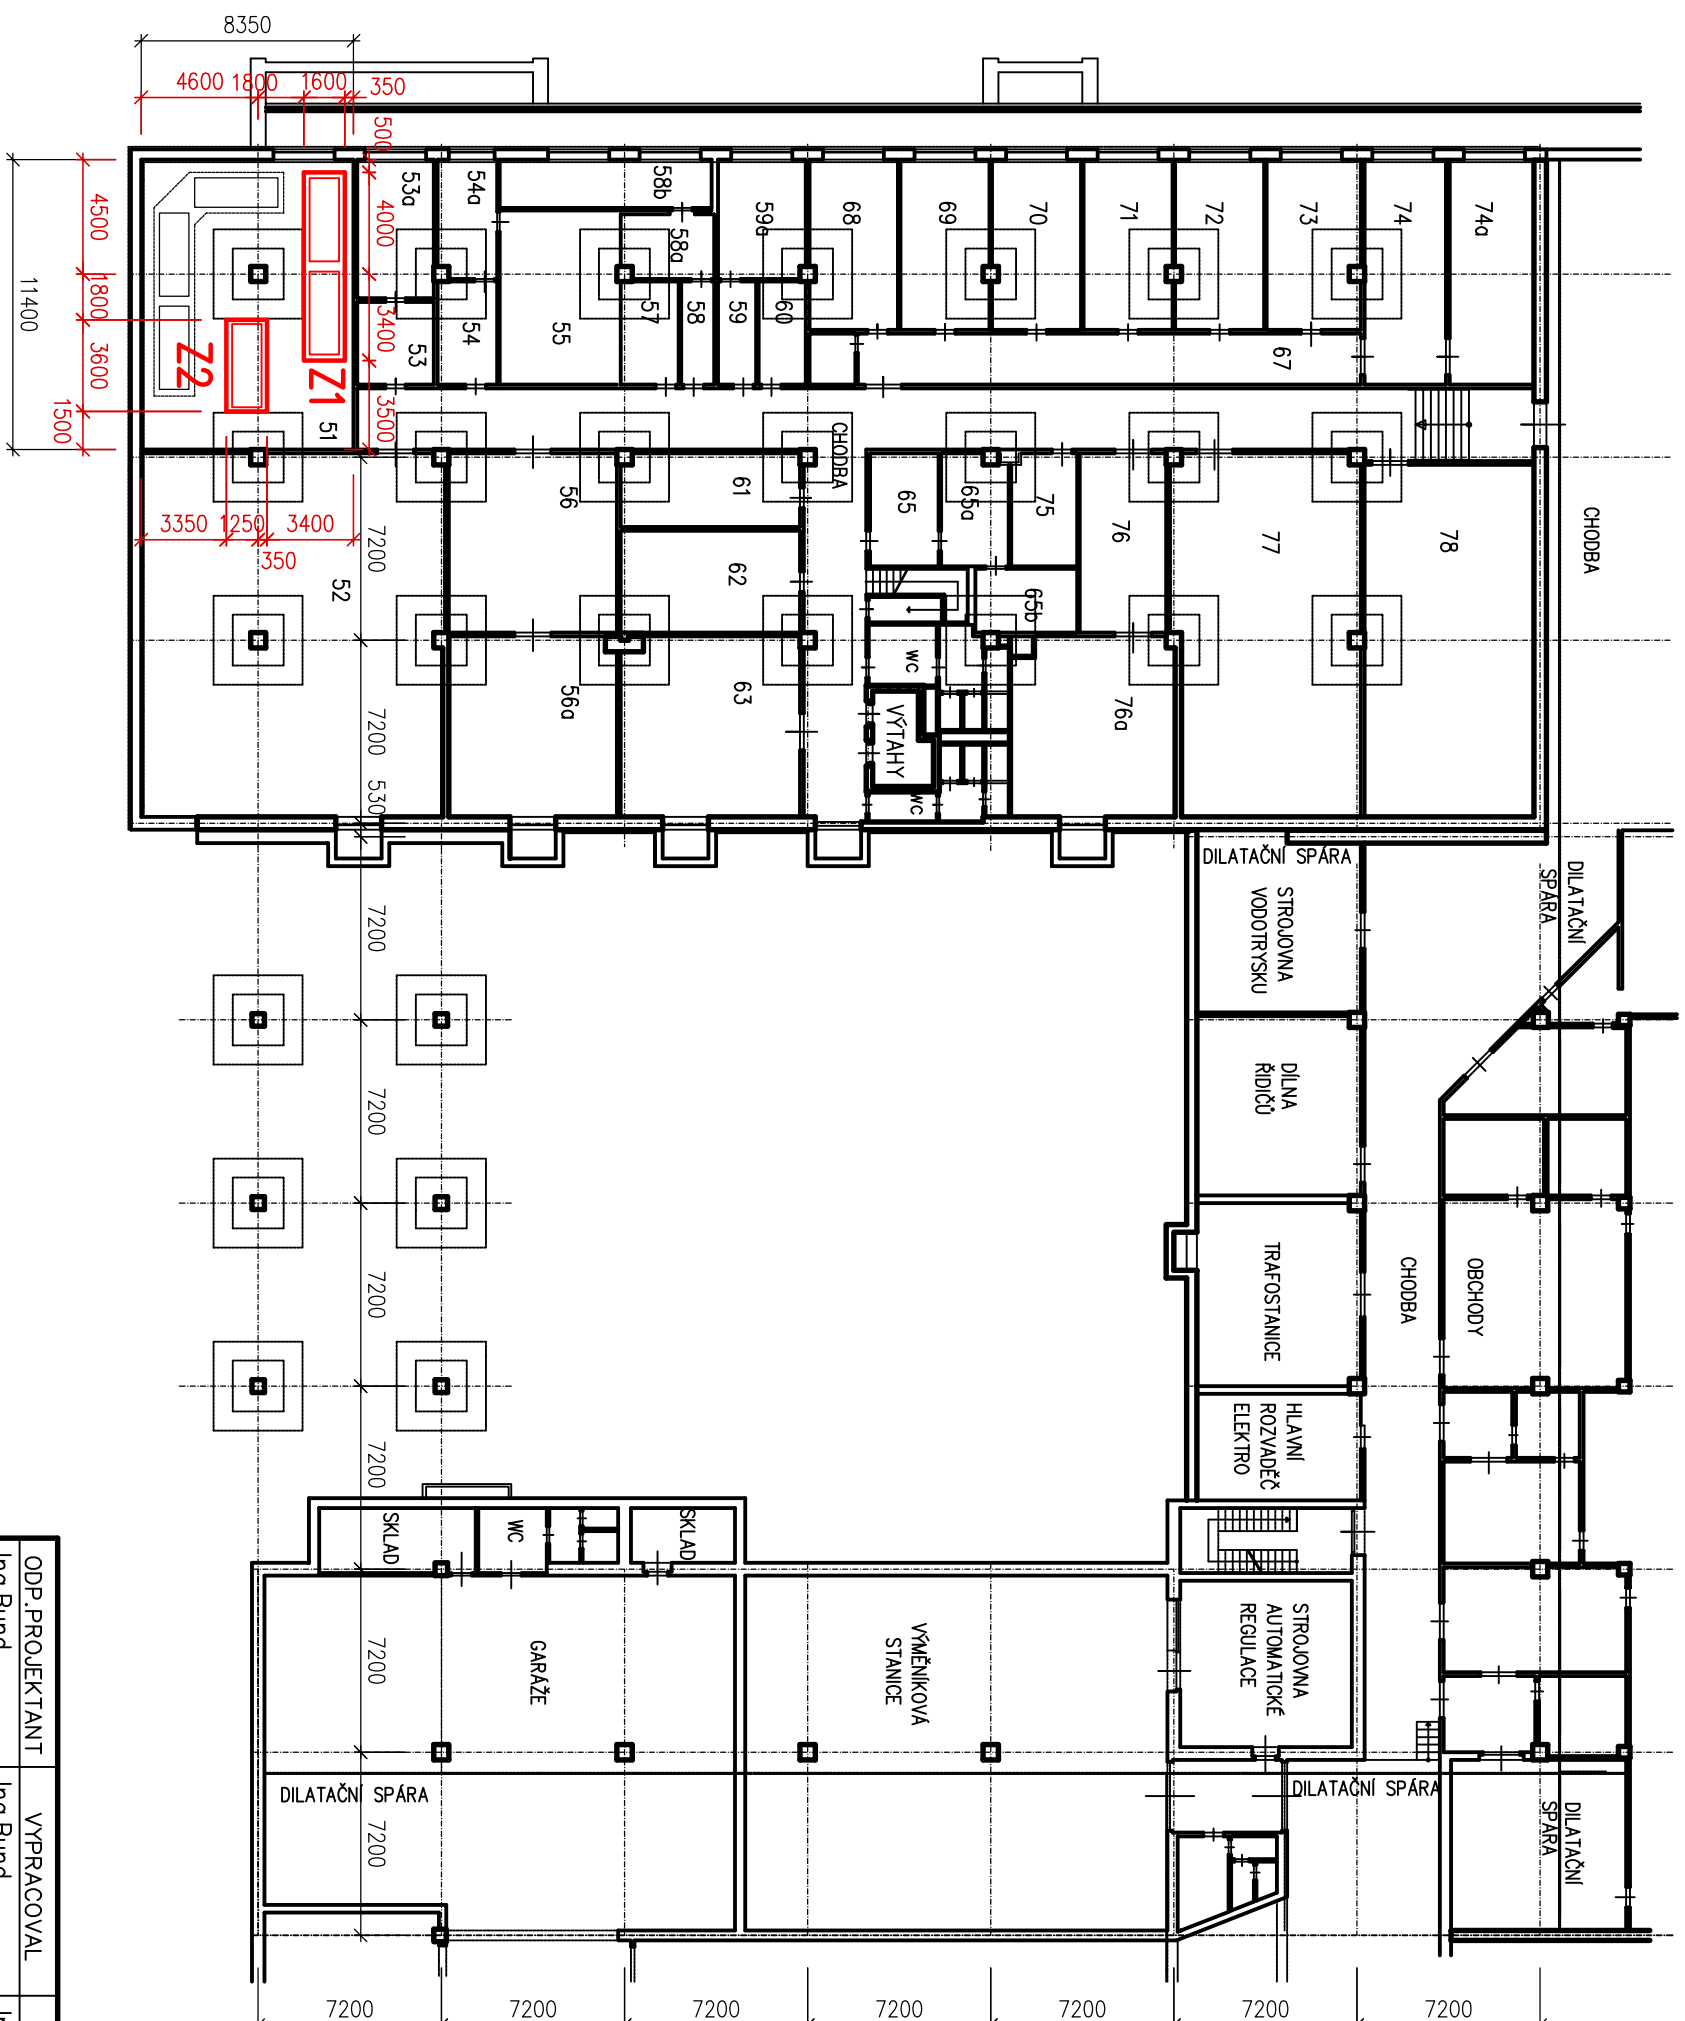 8350
4600 1800 1600 350
500
4500
4000
11400
1800
3400
3600
3500
1500
3350 1250 3400
350
Z1
Z2
51
52
53a
53
54a
54
55
58b
58a
57
58
59a
59
60
68
69
70
71
72
73
74
74a
67
CHODBA
56
61
62
56a
63
65
65a
75
65b
76
77
78
76a
WC
VÝTAHY
WC
CHODBA
7200
7200
530
7200
7200
7200
7200
7200
7200
DILATAČNÍ SPÁRA
DILATAČNÍ
SPÁRA
STROJOVNA
VODOTRYSKU
DÍLNA
ŘIDIČŮ
TRAFOSTANICE
HLAVNÍ
ROZVADĚČ
ELEKTRO
CHODBA
OBCHODY
SKLAD
WC
SKLAD
GARÁŽE
VÝMĚNÍKOVÁ
STANICE
STROJOVNA
AUTOMATICKÉ
REGULACE
DILATAČNÍ SPÁRA
DILATAČNÍ SPÁRA
DILATAČNÍ
SPÁRA
7200 7200 7200 7200 7200 7200 7200
ODP.PROJEKTANT
VYPRACOVAL
Ing.Bund
Ing.Bund